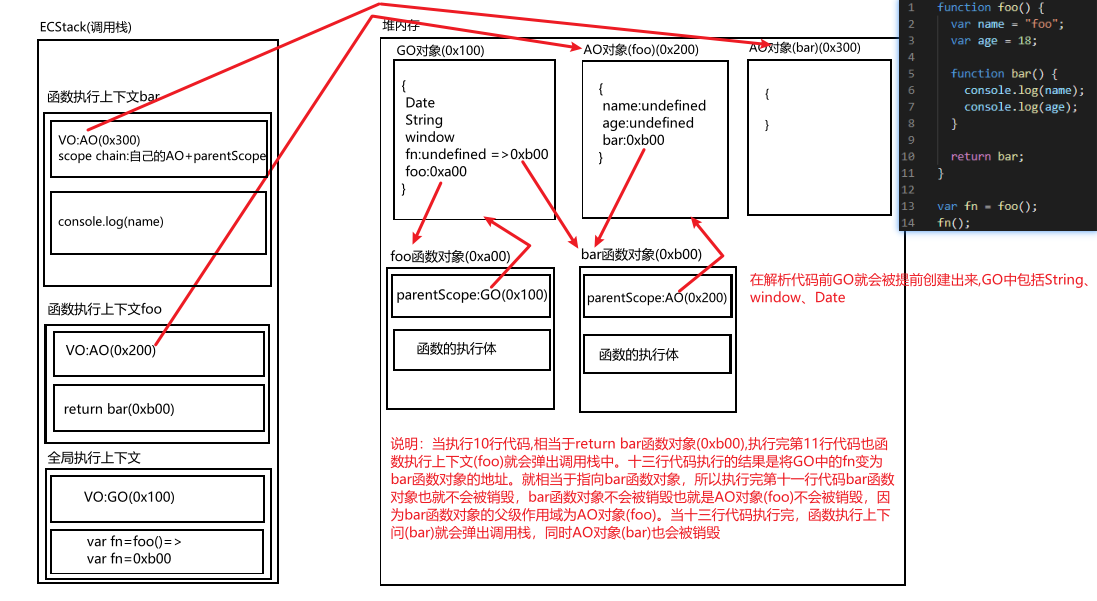 ECStack(调用栈)
函数执行上下文bar
VO:AO(0x300)
scope chain:自己的AO+parentScope
console.log(name)
函数执行上下文foo
VO:AO(0x200)
return bar(0xb00)
全局执行上下文
VO:GO(0x100)
var fn=foo()=>
var fn=0xb00
堆内存
GO对象(0x100)
{
Date
String
window
fn:undefined =>0xb00
foo:0xa00
}
AO对象(foo)(0x200)
{
name:undefined
age:undefined
bar:0xb00
}
AO对象(bar)(0x300)
{
}
foo函数对象(0xa00)
parentScope:GO(0x100)
函数的执行体
bar函数对象(0xb00)
parentScope:AO(0x200)
函数的执行体
说明：当执行10行代码,相当于return bar函数对象(0xb00),执行完第11行代码也函
数执行上下文(foo)就会弹出调用栈中。十三行代码执行的结果是将GO中的fn变为
bar函数对象的地址。就相当于指向bar函数对象，所以执行完第十一行代码bar函数
对象也就不会被销毁，bar函数对象不会被销毁也就是AO对象(foo)不会被销毁，因
为bar函数对象的父级作用域为AO对象(foo)。当十三行代码执行完，函数执行上下
问(bar)就会弹出调用栈，同时AO对象(bar)也会被销毁
1 function foo() {
2 var name = "foo";
3 var age = 18;
4
5 function bar() {
6 console.log(name);
7 console.log(age);
8 }
9
10 return bar;
11 }
12
13 var fn = foo();
14 fn();
在解析代码前GO就会被提前创建出来,GO中包括String、
window、Date